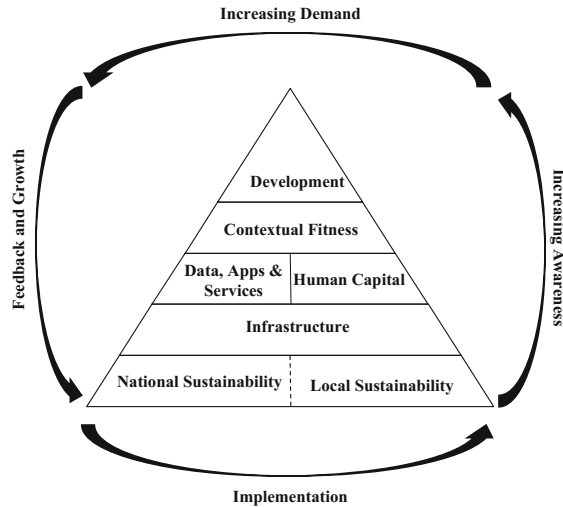 Increasing Demand
Feedback and Growth
Increasing Awareness
Development
Contextual Fitness
Data, Apps &
Services
Human Capital
Infrastructure
National Sustainability
Local Sustainability
Implementation